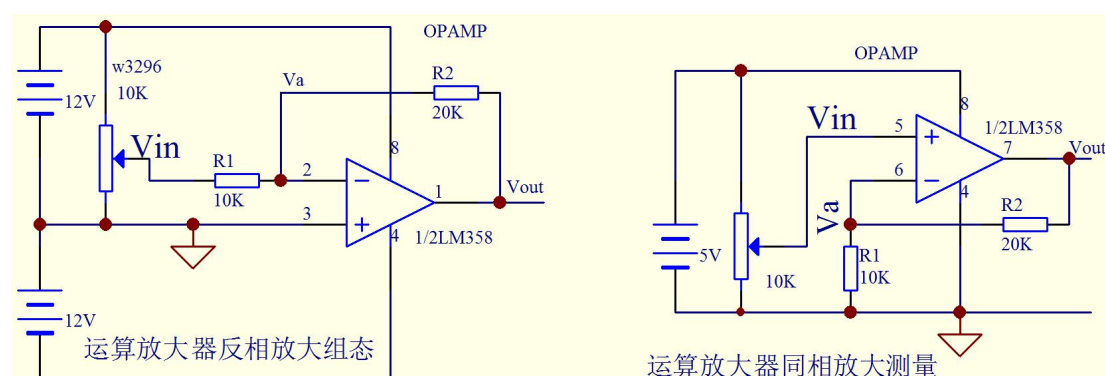 OPAMP
w3296
10K
12V
Va
R2
20K
Vin
R1
10K
8
2
3
1
4
Vout
1/2LM358
12V
运算放大器反相放大组态
OPAMP
8
Vin
5
1/2LM358
7
Vout
6
4
Va
R2
20K
5V
10K
R1
10K
运算放大器同相放大测量